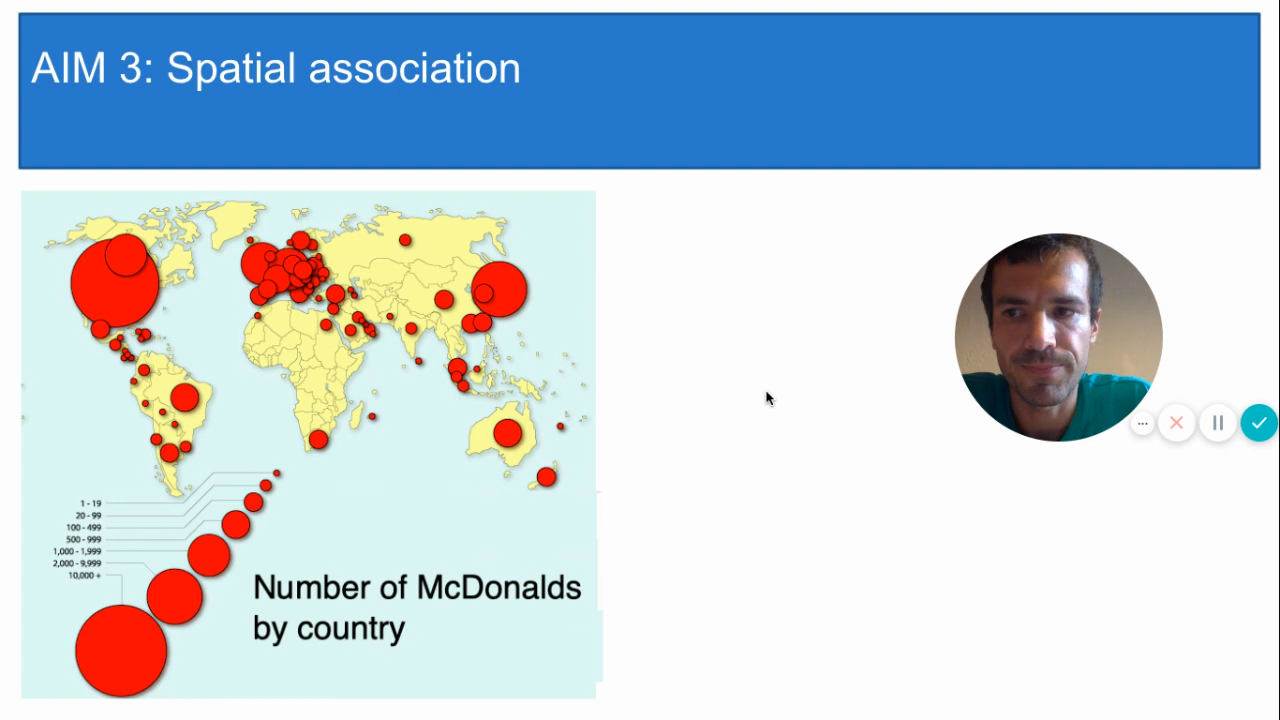 AIM 3: Spatial association
1 - 19
20 - 99
100 - 499
500 - 999
1,000 - 1,999
2,000 - 9,999
10,000 +
Number of McDonalds
by country